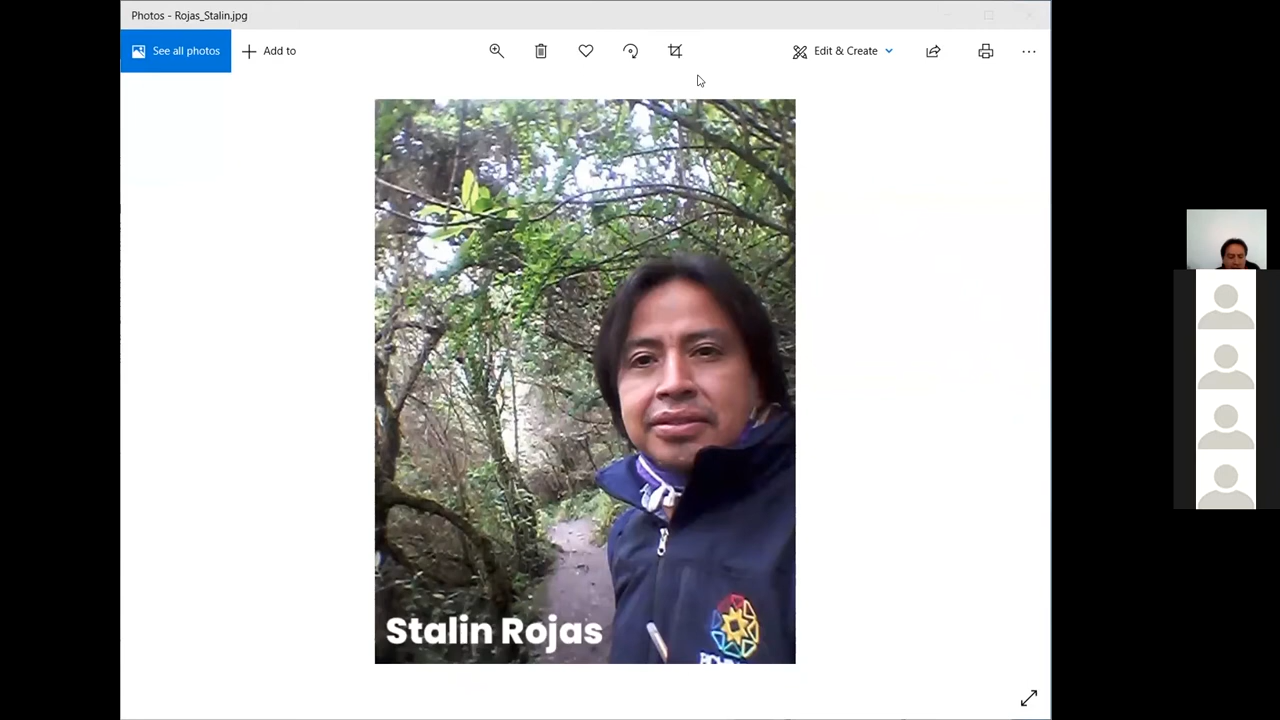 Photos - Rojas_Stalin.jpg
See all photos
Add to
Edit & Create
Stalin Rojas